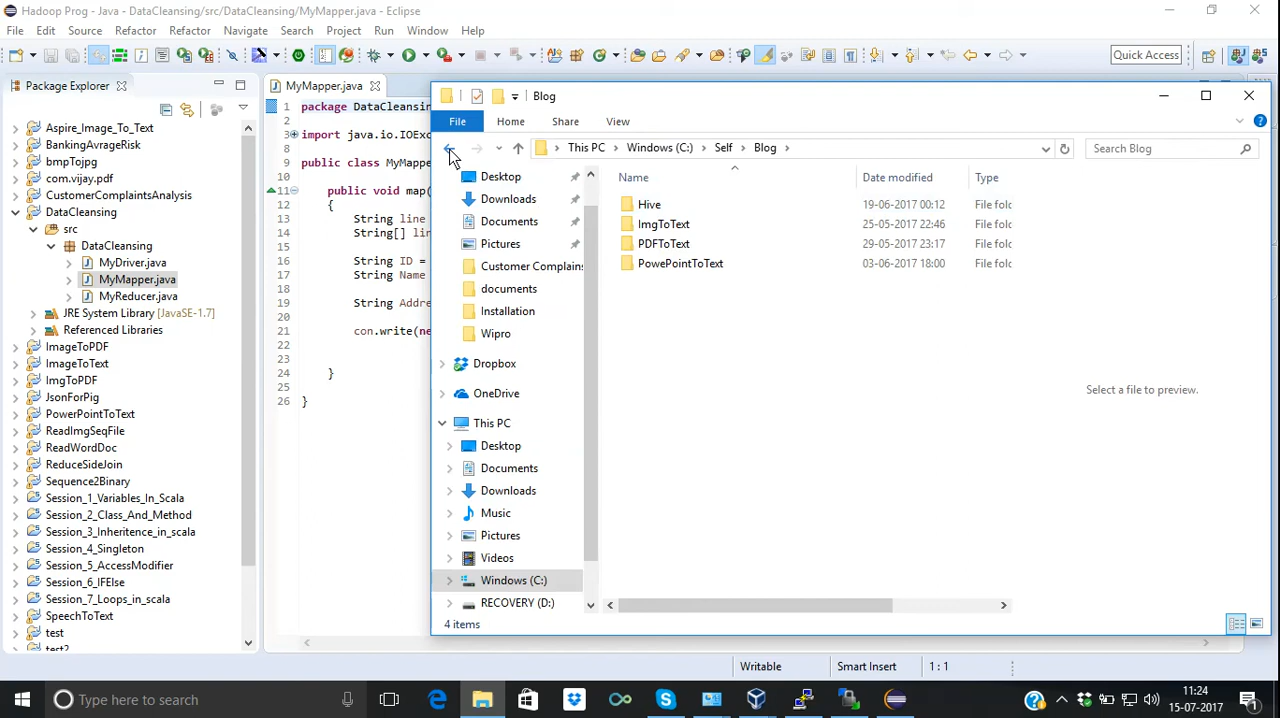 Hadoop Prog - Java - DataCleansing/src/DataCleansing/MyMapper.java - Eclipse
File Edit Source Refactor Refactor Navigate Search Project Run Window Help
Quick Access
Package Explorer
Aspire_Image_To_Text
BankingAvrageRisk
bmpTojpg
com.vijay.pdf
CustomerComplaintsAnalysis
DataCleansing
src
DataCleansing
MyDriver.java
MyMapper.java
MyReducer.java
JRE System Library [JavaSE-1.7]
Referenced Libraries
ImageToPDF
ImageToText
ImgToPDF
JsonForPig
PowerPointToText
ReadImgSeqFile
ReadWordDoc
ReduceSideJoin
Sequence2Binary
Session_1_Variables_In_Scala
Session_2_Class_And_Method
Session_3_Inheritence_in_scala
Session_4_Singleton
Session_5_AccessModifier
Session_6_IFElse
Session_7_Loops_in_scala
SpeechToText
test
test2
MyMapper.java
1 package DataCleansin
2
3 import java.io.IOExc
8
9 public class MyMappe
10
11 public void map(
12 {
13 String line
14 String[] lin
15
16 String ID =
17 String Name
18
19 String Addre
20
21 con.write(ne
22
23
24 }
25
26 }
Blog
File Home Share View
This PC Windows (C:) Self Blog
Search Blog
Desktop
Downloads
Documents
Pictures
Customer Complain
documents
Installation
Wipro
Dropbox
OneDrive
This PC
Desktop
Documents
Downloads
Music
Pictures
Videos
Windows (C:)
RECOVERY (D:)
Name Date modified Type
Hive 19-06-2017 00:12 File folc
ImgToText 25-05-2017 22:46 File folc
PDFToText 29-05-2017 23:17 File folc
PowePointToText 03-06-2017 18:00 File folc
Select a file to preview.
4 items
Writable Smart Insert 1 : 1
Type here to search
11:24
15-07-2017
1